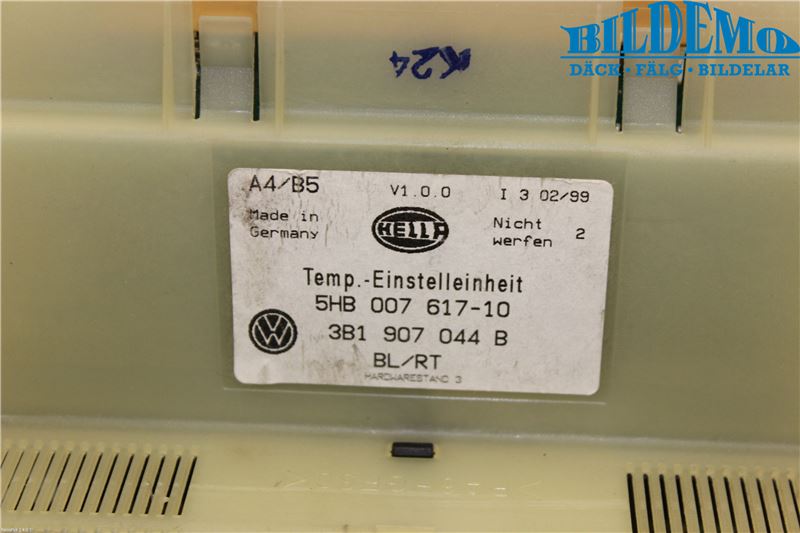 BILDEMO
DÄCK · FÄLG · BILDELAR
K24
A4/B5 V1.0.0 I 3 02/99
Made in Germany
HELLA
Nicht werfen 2
Temp.-Einstelleinheit
5HB 007 617-10
VW
3B1 907 044 B
BL/RT
HARDWARESTAND 3